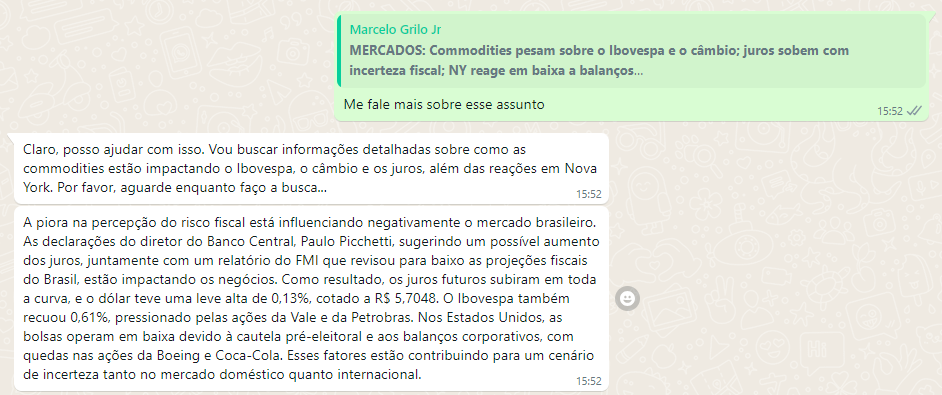 Marcelo Grilo Jr
MERCADOS: Commodities pesam sobre o Ibovespa e o câmbio; juros sobem com
incerteza fiscal; NY reage em baixa a balanços...
Me fale mais sobre esse assunto
15:52
Claro, posso ajudar com isso. Vou buscar informações detalhadas sobre como as
commodities estão impactando o Ibovespa, o câmbio e os juros, além das reações em Nova
York. Por favor, aguarde enquanto faço a busca...
15:52
A piora na percepção do risco fiscal está influenciando negativamente o mercado brasileiro.
As declarações do diretor do Banco Central, Paulo Picchetti, sugerindo um possível aumento
dos juros, juntamente com um relatório do FMI que revisou para baixo as projeções fiscais
do Brasil, estão impactando os negócios. Como resultado, os juros futuros subiram em toda
a curva, e o dólar teve uma leve alta de 0,13%, cotado a R$ 5,7048. O Ibovespa também
recuou 0,61%, pressionado pelas ações da Vale e da Petrobras. Nos Estados Unidos, as
bolsas operam em baixa devido à cautela pré-eleitoral e aos balanços corporativos, com
quedas nas ações da Boeing e Coca-Cola. Esses fatores estão contribuindo para um cenário
de incerteza tanto no mercado doméstico quanto internacional.
15:52